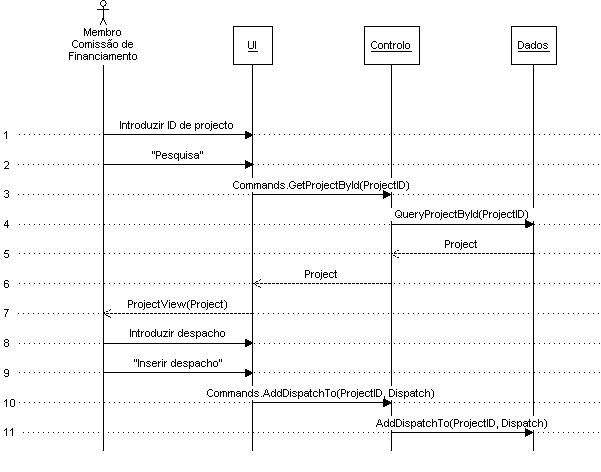 Membro
Comissão de
Financiamento
UI
Controlo
Dados
Introduzir ID de projecto
1
"Pesquisa"
2
Commands.GetProjectById(ProjectID)
3
QueryProjectById(ProjectID)
4
Project
5
Project
6
ProjectView(Project)
7
Introduzir despacho
8
"Inserir despacho"
9
Commands.AddDispatchTo(ProjectID, Dispatch)
10
AddDispatchTo(ProjectID, Dispatch)
11